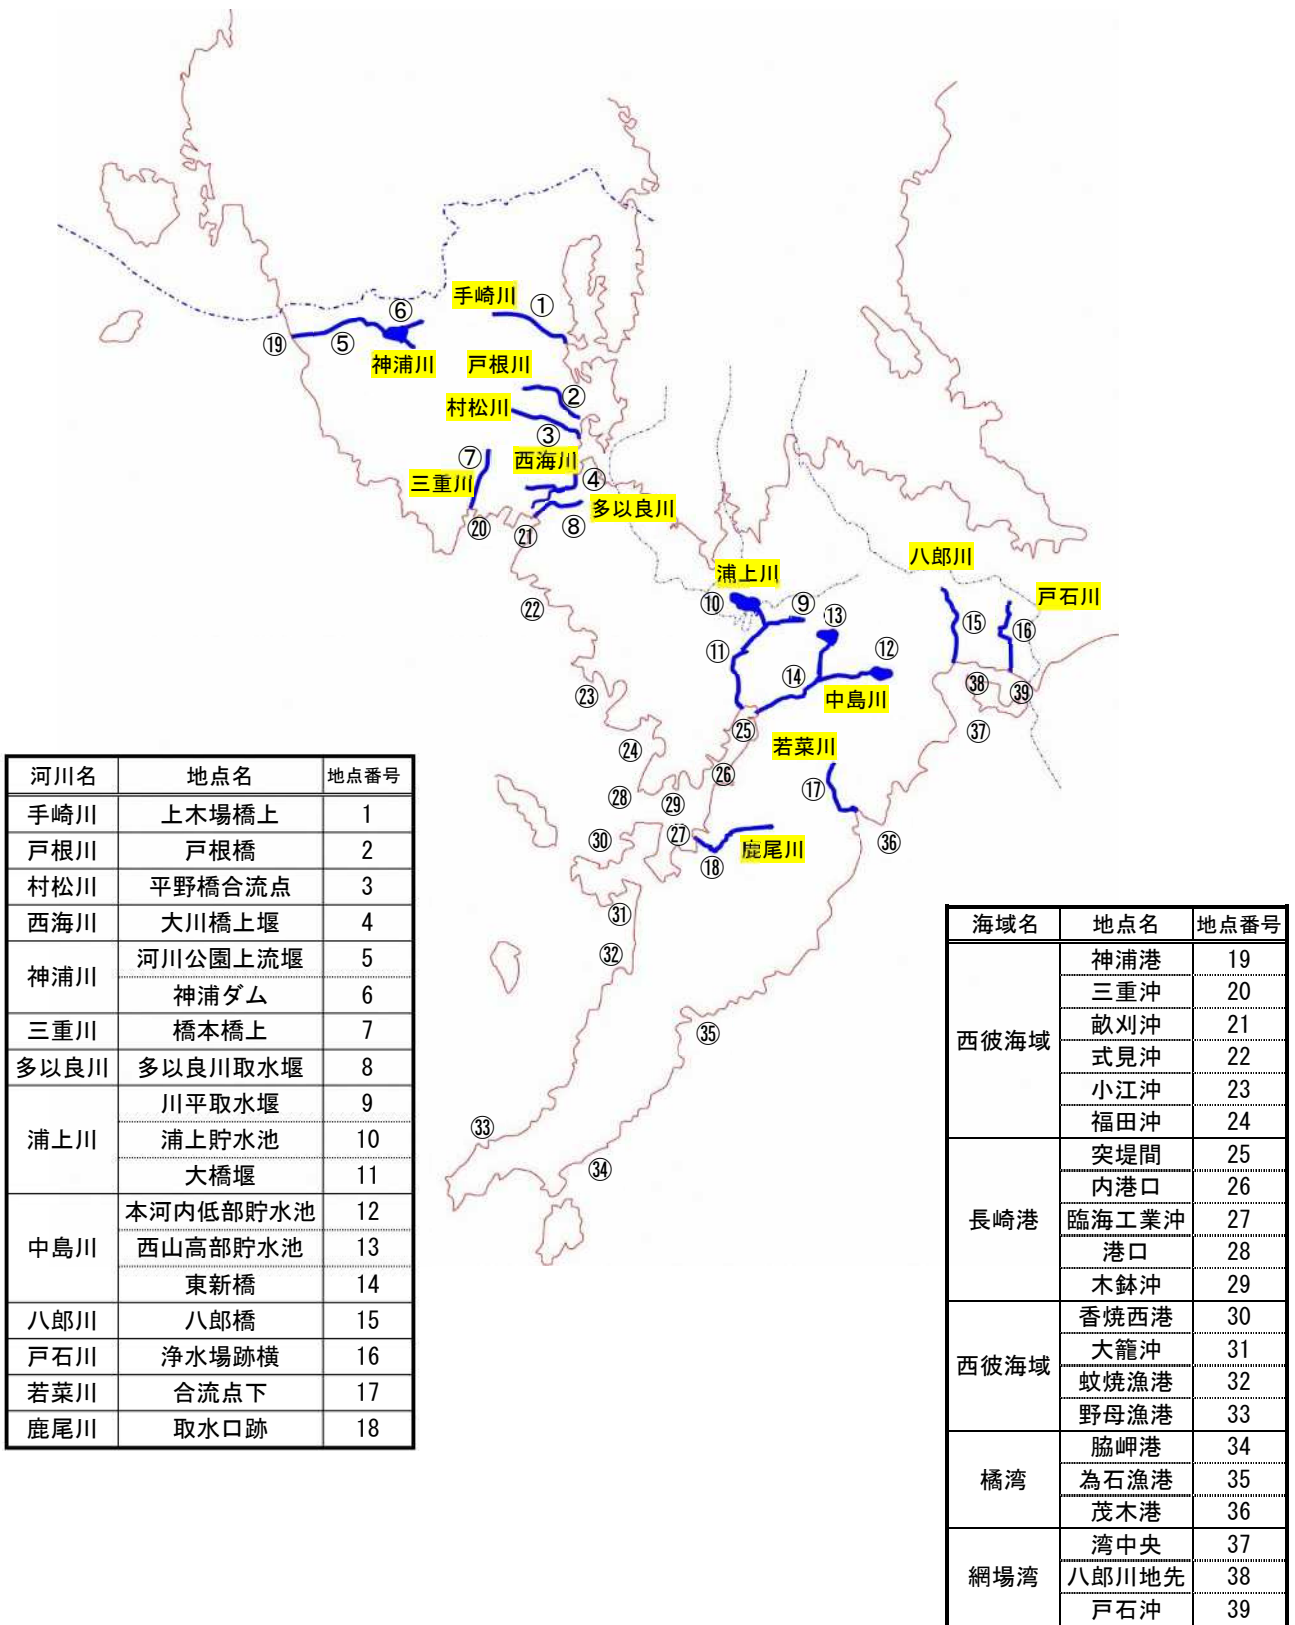 手崎川 ①
⑥
⑲ ⑤
神浦川 戸根川
②
村松川
③
⑦ 西海川
三重川 ④
多以良川
⑳ ㉑ ⑧
八郎川
浦上川 戸石川
⑩ ⑨ ⑬ ⑮ ⑯
㉒
⑪ ⑫
⑭ ㊳ ㊴
㉓ 中島川
㉕ ㊲
㉔ 若菜川
㉖
㉘ ㉙ ⑰
㉚ ㉗ 鹿尾川 ㊱
⑱
㉛
㉜
㉟
㉝
㉞
河川名 地点名 地点番号
手崎川 上木場橋上 1
戸根川 戸根橋 2
村松川 平野橋合流点 3
西海川 大川橋上堰 4
神浦川 河川公園上流堰 5
神浦ダム 6
三重川 橋本橋上 7
多以良川 多以良川取水堰 8
浦上川 川平取水堰 9
浦上貯水池 10
大橋堰 11
中島川 本河内低部貯水池 12
西山高部貯水池 13
東新橋 14
八郎川 八郎橋 15
戸石川 浄水場跡横 16
若菜川 合流点下 17
鹿尾川 取水口跡 18
海域名 地点名 地点番号
西彼海域 神浦港 19
三重沖 20
畝刈沖 21
式見沖 22
小江沖 23
福田沖 24
長崎港 突堤間 25
内港口 26
臨海工業沖 27
港口 28
木鉢沖 29
西彼海域 香焼西港 30
大籠沖 31
蚊焼漁港 32
野母漁港 33
橘湾 脇岬港 34
為石漁港 35
茂木港 36
網場湾 湾中央 37
八郎川地先 38
戸石沖 39